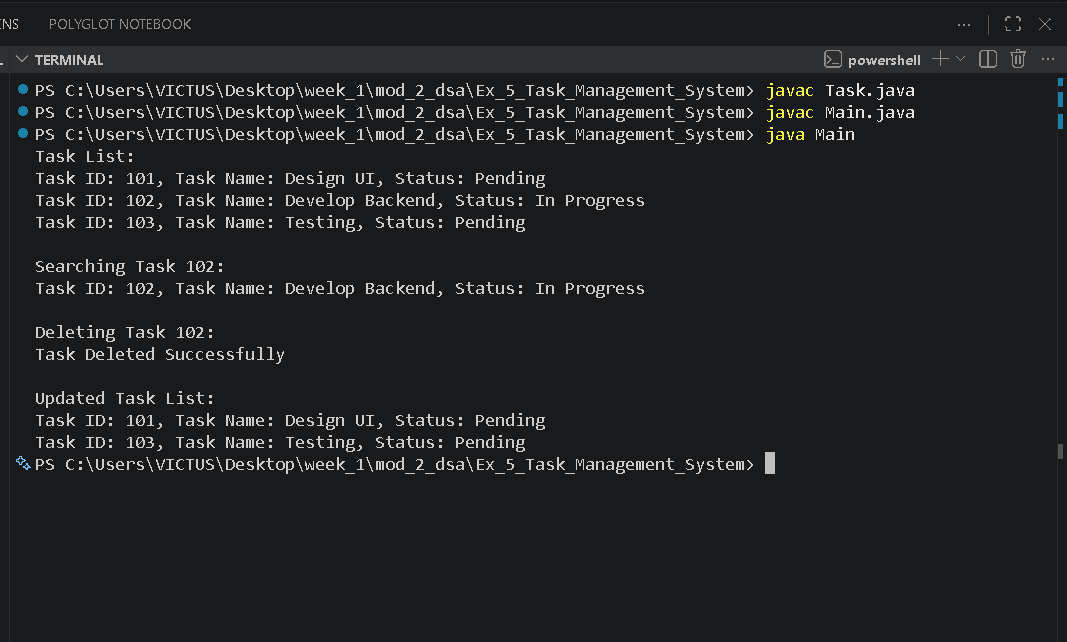 NS POLYGLOT NOTEBOOK ...
TERMINAL powershell ...
PS C:\Users\VICTUS\Desktop\week_1\mod_2_dsa\Ex_5_Task_Management_System> javac Task.java
PS C:\Users\VICTUS\Desktop\week_1\mod_2_dsa\Ex_5_Task_Management_System> javac Main.java
PS C:\Users\VICTUS\Desktop\week_1\mod_2_dsa\Ex_5_Task_Management_System> java Main
Task List:
Task ID: 101, Task Name: Design UI, Status: Pending
Task ID: 102, Task Name: Develop Backend, Status: In Progress
Task ID: 103, Task Name: Testing, Status: Pending
Searching Task 102:
Task ID: 102, Task Name: Develop Backend, Status: In Progress
Deleting Task 102:
Task Deleted Successfully
Updated Task List:
Task ID: 101, Task Name: Design UI, Status: Pending
Task ID: 103, Task Name: Testing, Status: Pending
PS C:\Users\VICTUS\Desktop\week_1\mod_2_dsa\Ex_5_Task_Management_System>